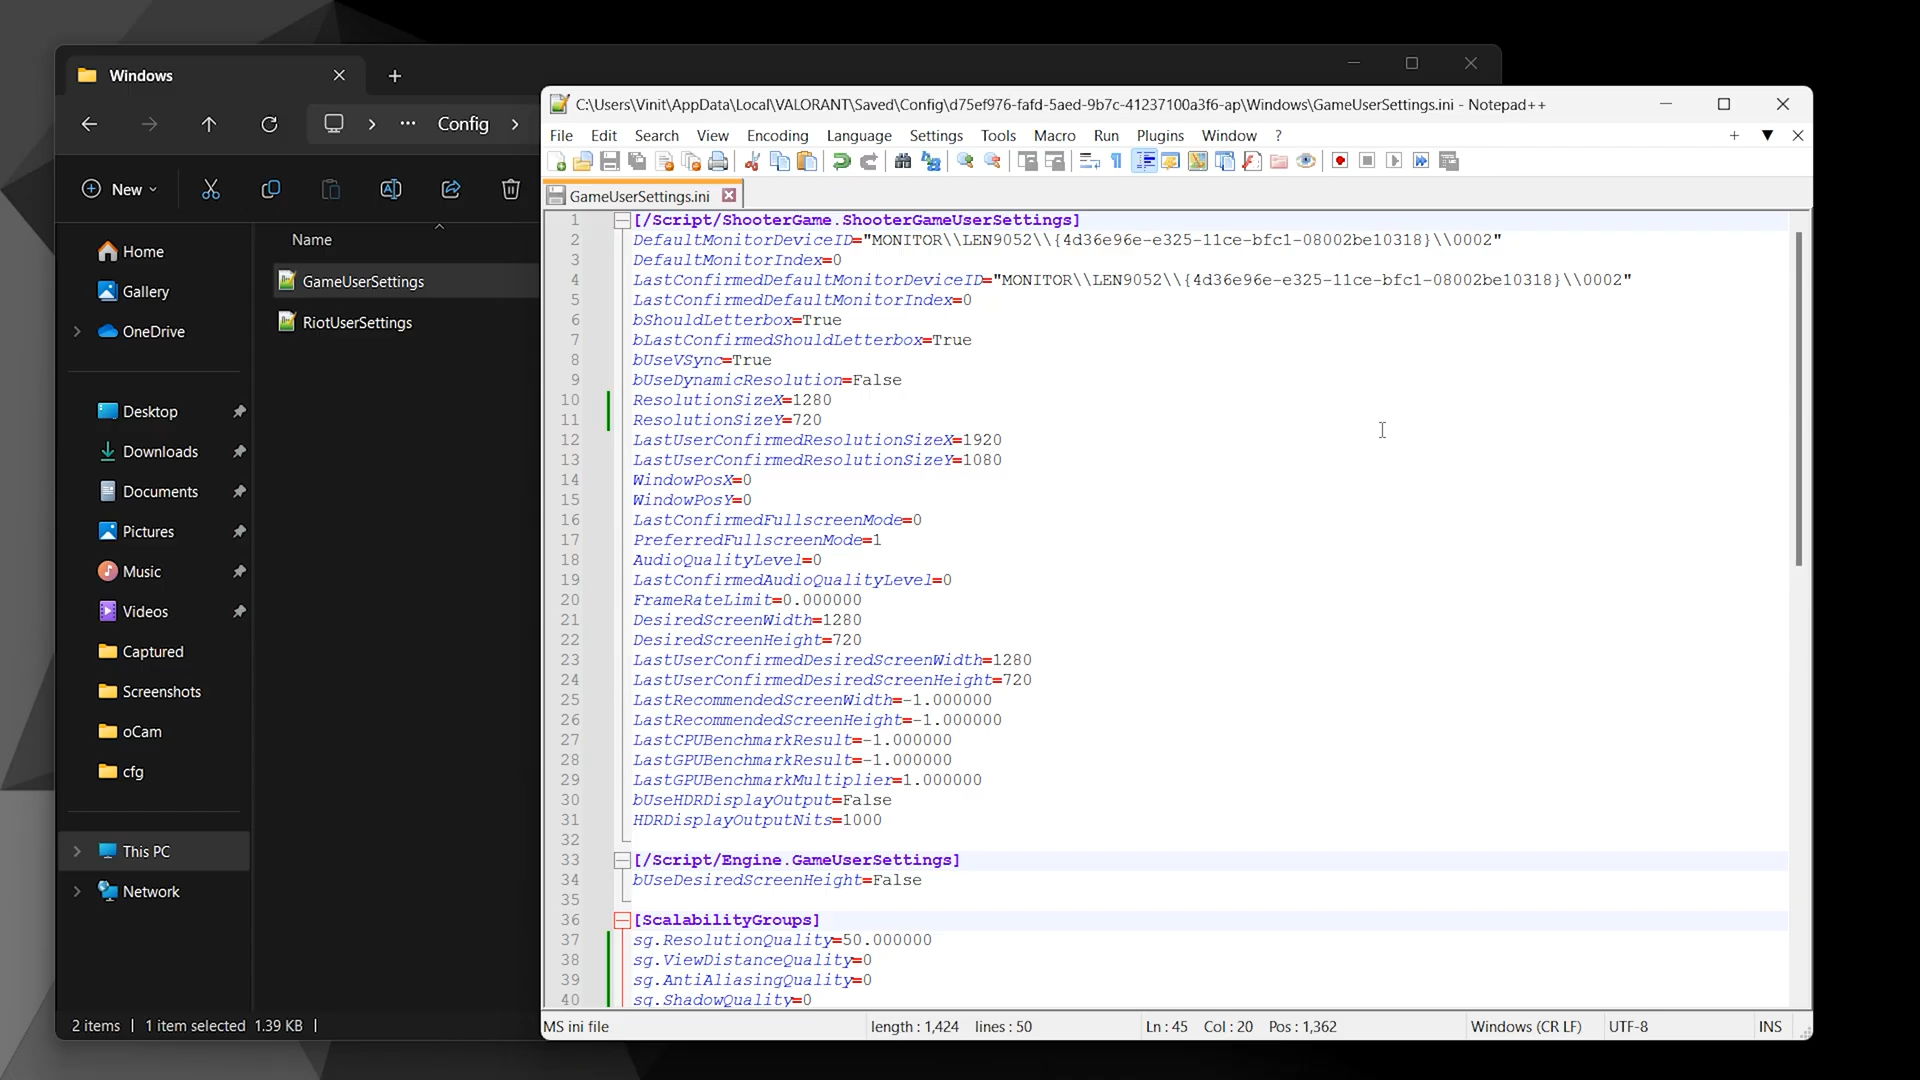 Windows
Config
New
Home
Gallery
OneDrive
Desktop
Downloads
Documents
Pictures
Music
Videos
Captured
Screenshots
oCam
cfg
This PC
Network
Name
GameUserSettings
RiotUserSettings
2 items | 1 item selected 1.39 KB |
C:\Users\Vinit\AppData\Local\VALORANT\Saved\Config\d75ef976-fafd-5aed-9b7c-41237100a3f6-ap\Windows\GameUserSettings.ini - Notepad++
File Edit Search View Encoding Language Settings Tools Macro Run Plugins Window ?
GameUserSettings.ini
1 [/Script/ShooterGame.ShooterGameUserSettings]
2 DefaultMonitorDeviceID="MONITOR\\LEN9052\\{4d36e96e-e325-11ce-bfc1-08002be10318}\\0002"
3 DefaultMonitorIndex=0
4 LastConfirmedDefaultMonitorDeviceID="MONITOR\\LEN9052\\{4d36e96e-e325-11ce-bfc1-08002be10318}\\0002"
5 LastConfirmedDefaultMonitorIndex=0
6 bShouldLetterbox=True
7 bLastConfirmedShouldLetterbox=True
8 bUseVSync=True
9 bUseDynamicResolution=False
10 ResolutionSizeX=1280
11 ResolutionSizeY=720
12 LastUserConfirmedResolutionSizeX=1920
13 LastUserConfirmedResolutionSizeY=1080
14 WindowPosX=0
15 WindowPosY=0
16 LastConfirmedFullscreenMode=0
17 PreferredFullscreenMode=1
18 AudioQualityLevel=0
19 LastConfirmedAudioQualityLevel=0
20 FrameRateLimit=0.000000
21 DesiredScreenWidth=1280
22 DesiredScreenHeight=720
23 LastUserConfirmedDesiredScreenWidth=1280
24 LastUserConfirmedDesiredScreenHeight=720
25 LastRecommendedScreenWidth=-1.000000
26 LastRecommendedScreenHeight=-1.000000
27 LastCPUBenchmarkResult=-1.000000
28 LastGPUBenchmarkResult=-1.000000
29 LastGPUBenchmarkMultiplier=1.000000
30 bUseHDRDisplayOutput=False
31 HDRDisplayOutputNits=1000
32
33 [/Script/Engine.GameUserSettings]
34 bUseDesiredScreenHeight=False
35
36 [ScalabilityGroups]
37 sg.ResolutionQuality=50.000000
38 sg.ViewDistanceQuality=0
39 sg.AntiAliasingQuality=0
40 sg.ShadowQuality=0
MS ini file length : 1,424 lines : 50 Ln : 45 Col : 20 Pos : 1,362 Windows (CR LF) UTF-8 INS